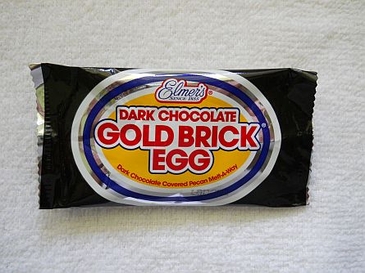 Elmer's®
SINCE 1855
DARK CHOCOLATE
GOLD BRICK®
EGG
Dark Chocolate Covered Pecan Melt-A-Way